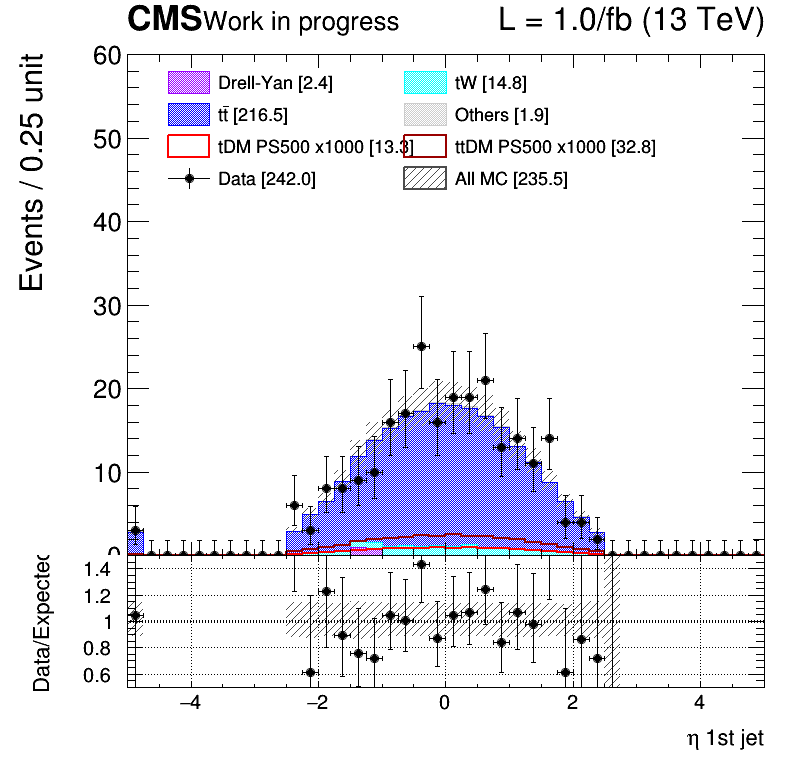 CMS Work in progress L = 1.0/fb (13 TeV)
Events / 0.25 unit
60
50
40
30
20
10
0
Drell-Yan [2.4]
tW [14.8]
tt̄ [216.5]
Others [1.9]
tDM PS500 x1000 [13.3]
ttDM PS500 x1000 [32.8]
Data [242.0]
All MC [235.5]
Data/Expected
1.4
1.2
1
0.8
0.6
−4 −2 0 2 4
η 1st jet